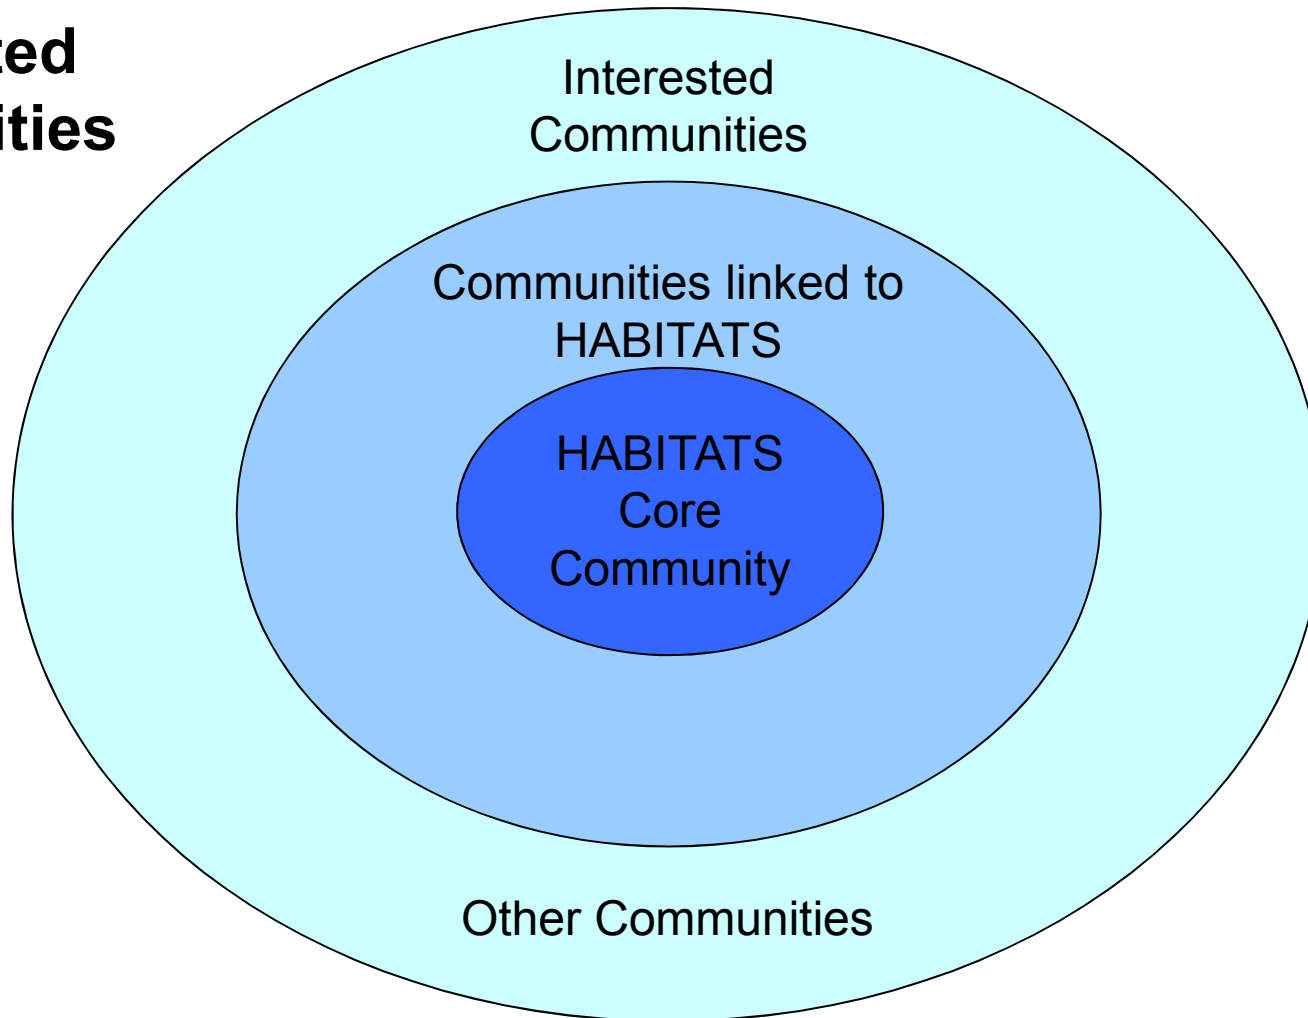 ted
ities
Interested
Communities
Communities linked to
HABITATS
HABITATS
Core
Community
Other Communities